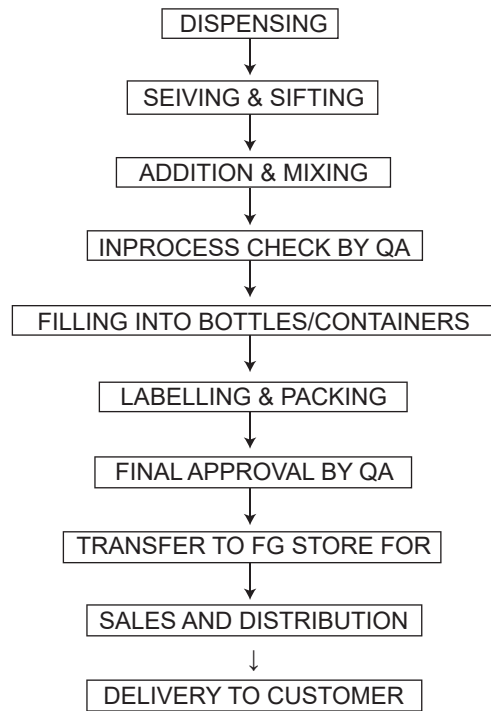 DISPENSING
SEIVING & SIFTING
ADDITION & MIXING
INPROCESS CHECK BY QA
FILLING INTO BOTTLES/CONTAINERS
LABELLING & PACKING
FINAL APPROVAL BY QA
TRANSFER TO FG STORE FOR
SALES AND DISTRIBUTION
↓
DELIVERY TO CUSTOMER